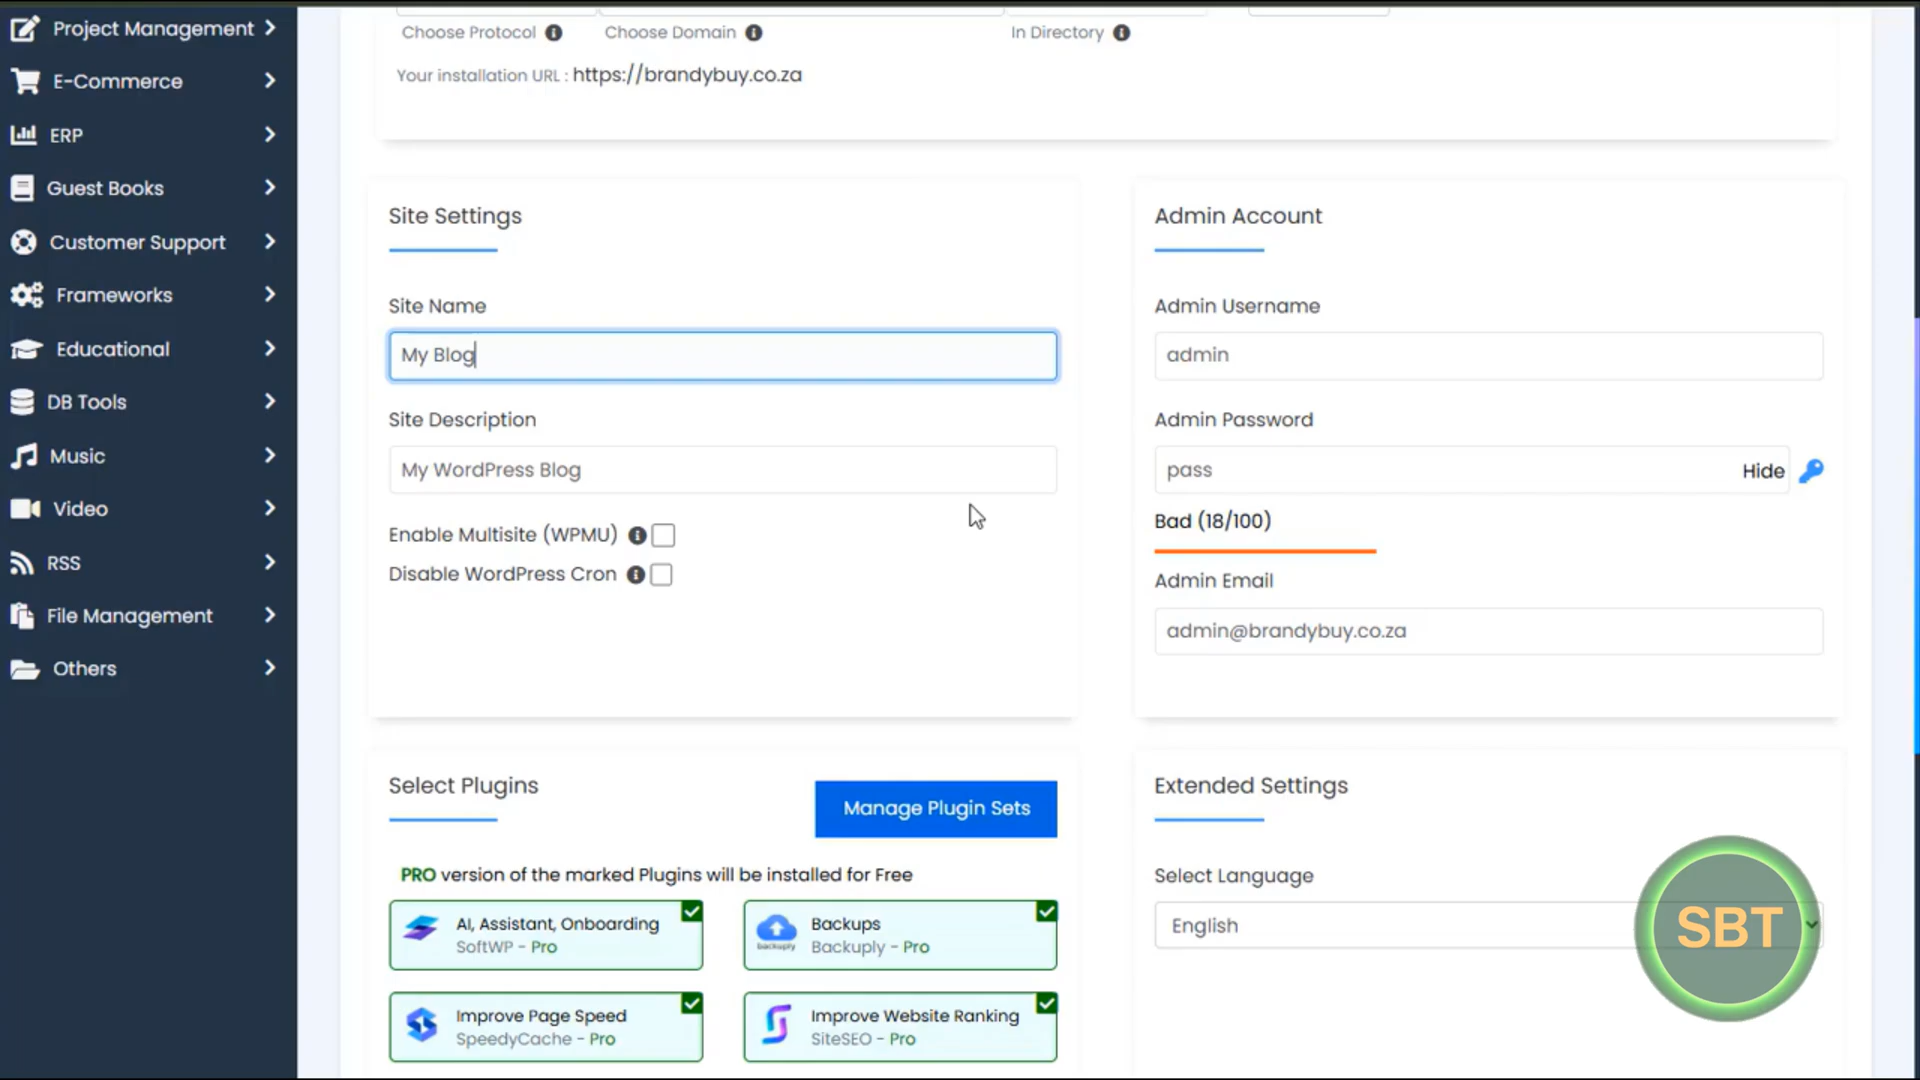 Project Management
E-Commerce
ERP
Guest Books
Customer Support
Frameworks
Educational
DB Tools
Music
Video
RSS
File Management
Others
Choose Protocol
Choose Domain
In Directory
Your installation URL : https://brandybuy.co.za
Site Settings
Site Name
My Blog
Site Description
My WordPress Blog
Enable Multisite (WPMU)
Disable WordPress Cron
Admin Account
Admin Username
admin
Admin Password
pass
Hide
Bad (18/100)
Admin Email
admin@brandybuy.co.za
Select Plugins
Manage Plugin Sets
PRO version of the marked Plugins will be installed for Free
AI, Assistant, Onboarding
SoftWP - Pro
backuply
Backups
Backuply - Pro
Improve Page Speed
SpeedyCache - Pro
Improve Website Ranking
SiteSEO - Pro
Extended Settings
Select Language
English
SBT